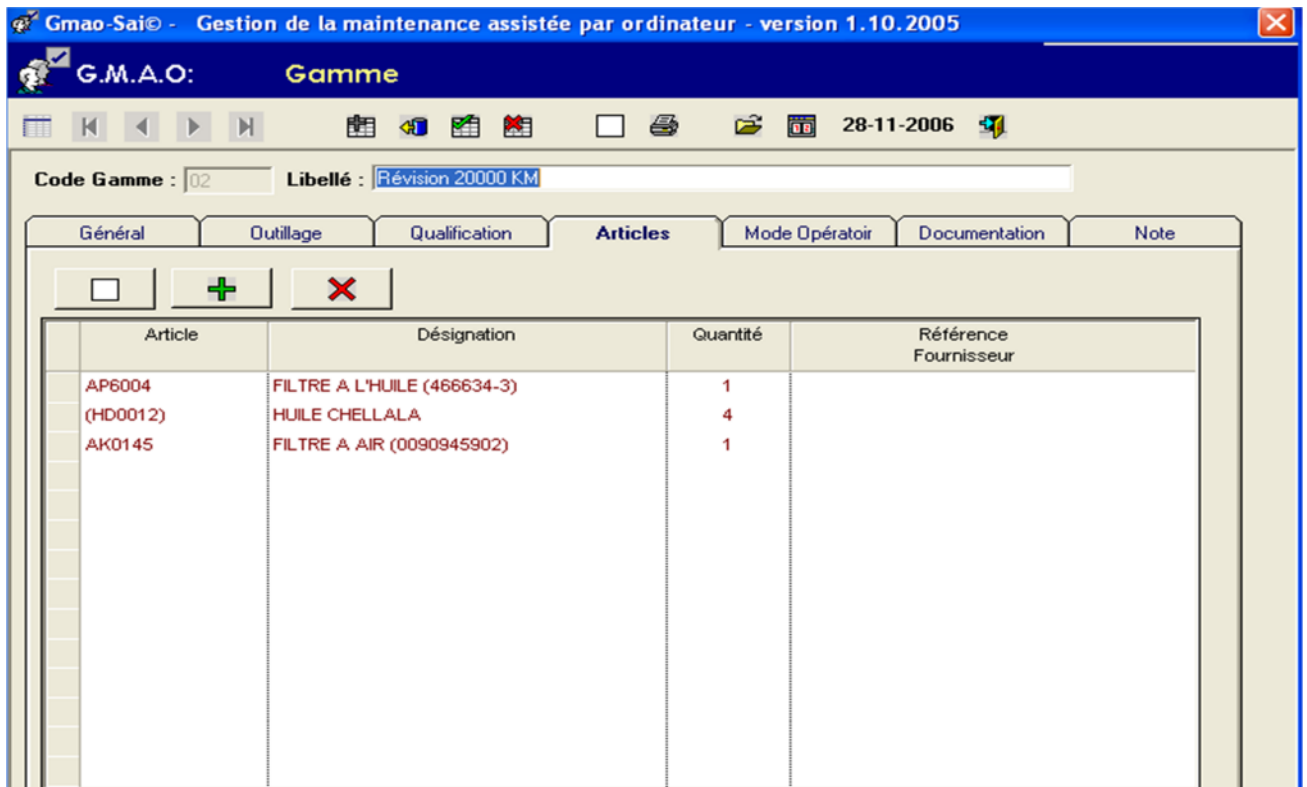 Gmao-Sai© - Gestion de la maintenance assistée par ordinateur - version 1.10.2005
G.M.A.O: Gamme
28-11-2006
Code Gamme : 02 Libellé : Révision 20000 KM
Général Outillage Qualification Articles Mode Opératoir Documentation Note
Article Désignation Quantité Référence
Fournisseur
AP6004 FILTRE A L'HUILE (466634-3) 1
(HD0012) HUILE CHELLALA 4
AK0145 FILTRE A AIR (0090945902) 1